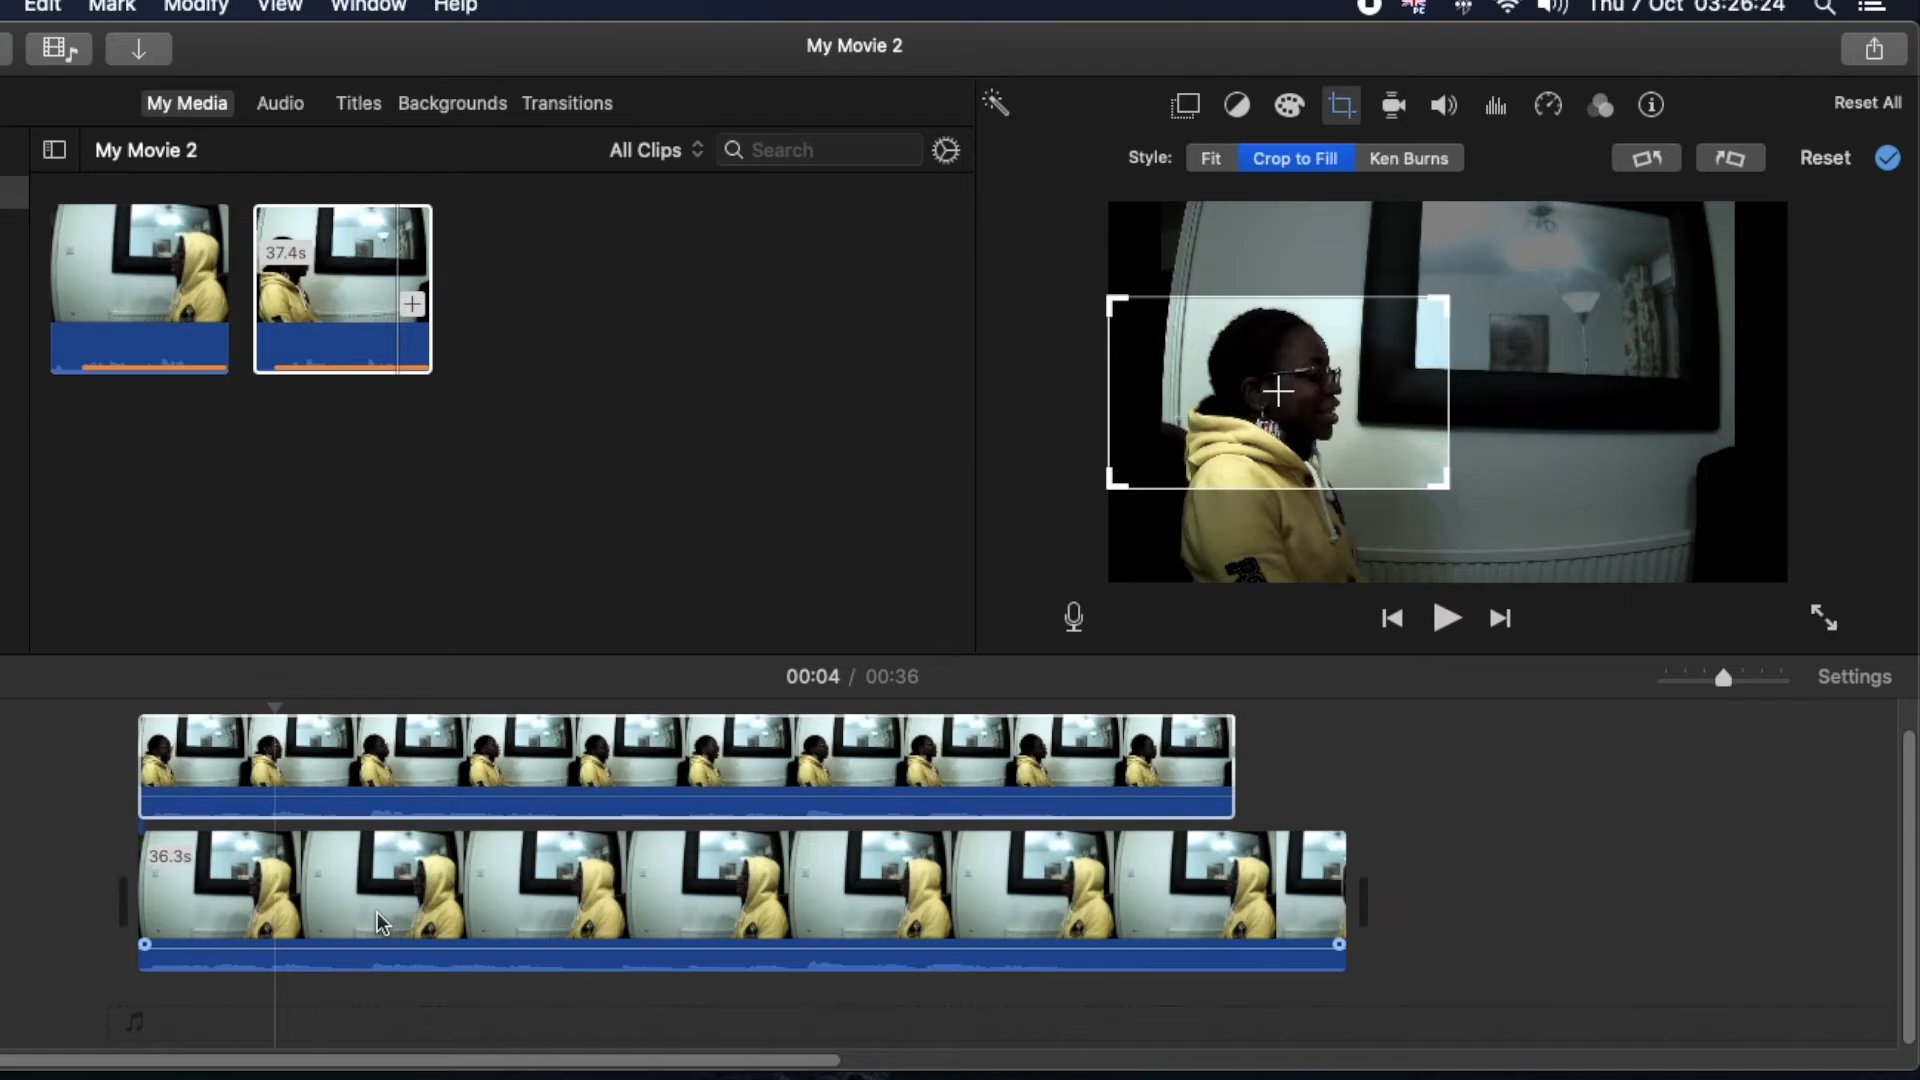 Edit Mark Modify View Window Help
Thu 7 Oct 03:26:24
My Movie 2
My Media Audio Titles Backgrounds Transitions
Reset All
My Movie 2 All Clips Search
Style: Fit Crop to Fill Ken Burns Reset
37.4s
00:04 / 00:36
Settings
36.3s